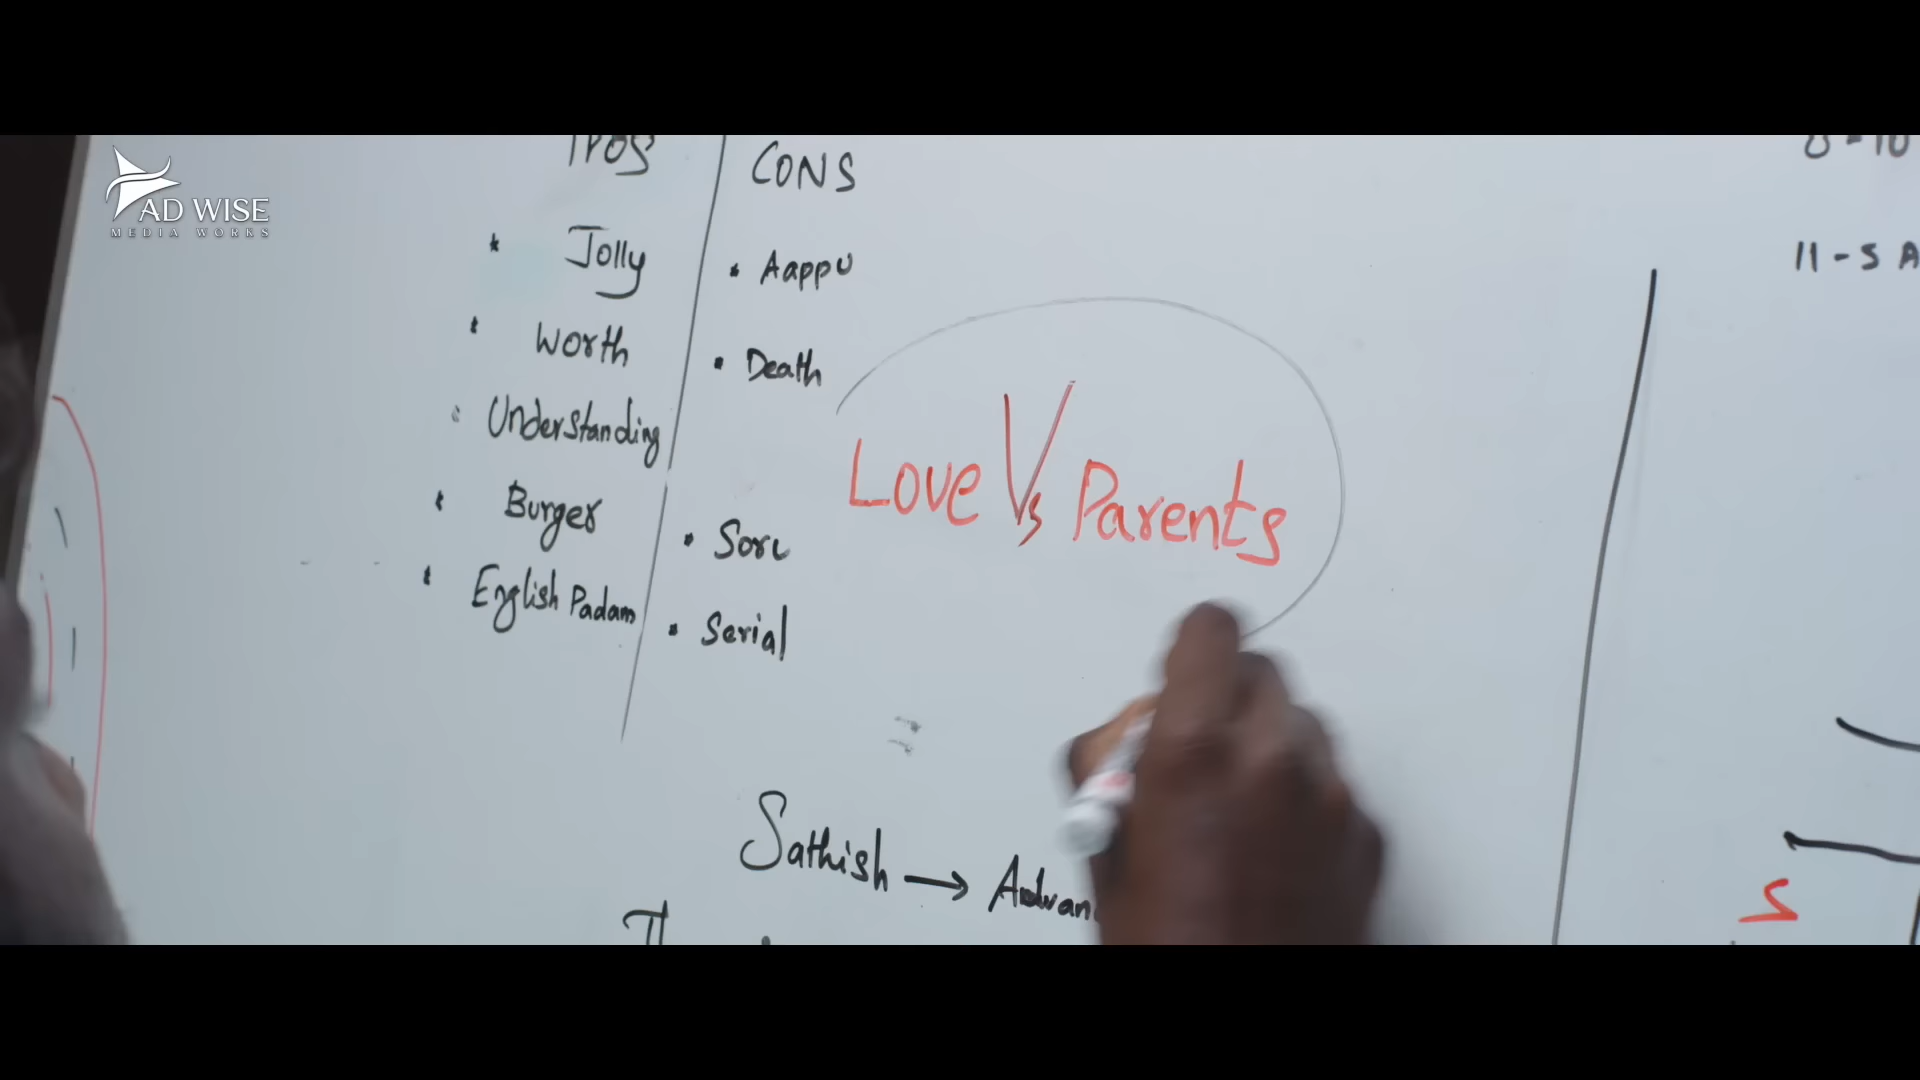 AD WISE
MEDIA WORKS
CONS
Jolly
Worth
Understanding
Burger
English Padam
Aappu
Death
Soru
Serial
Love Vs Parents
=
Sathish → Advan
11 - 5 A
S